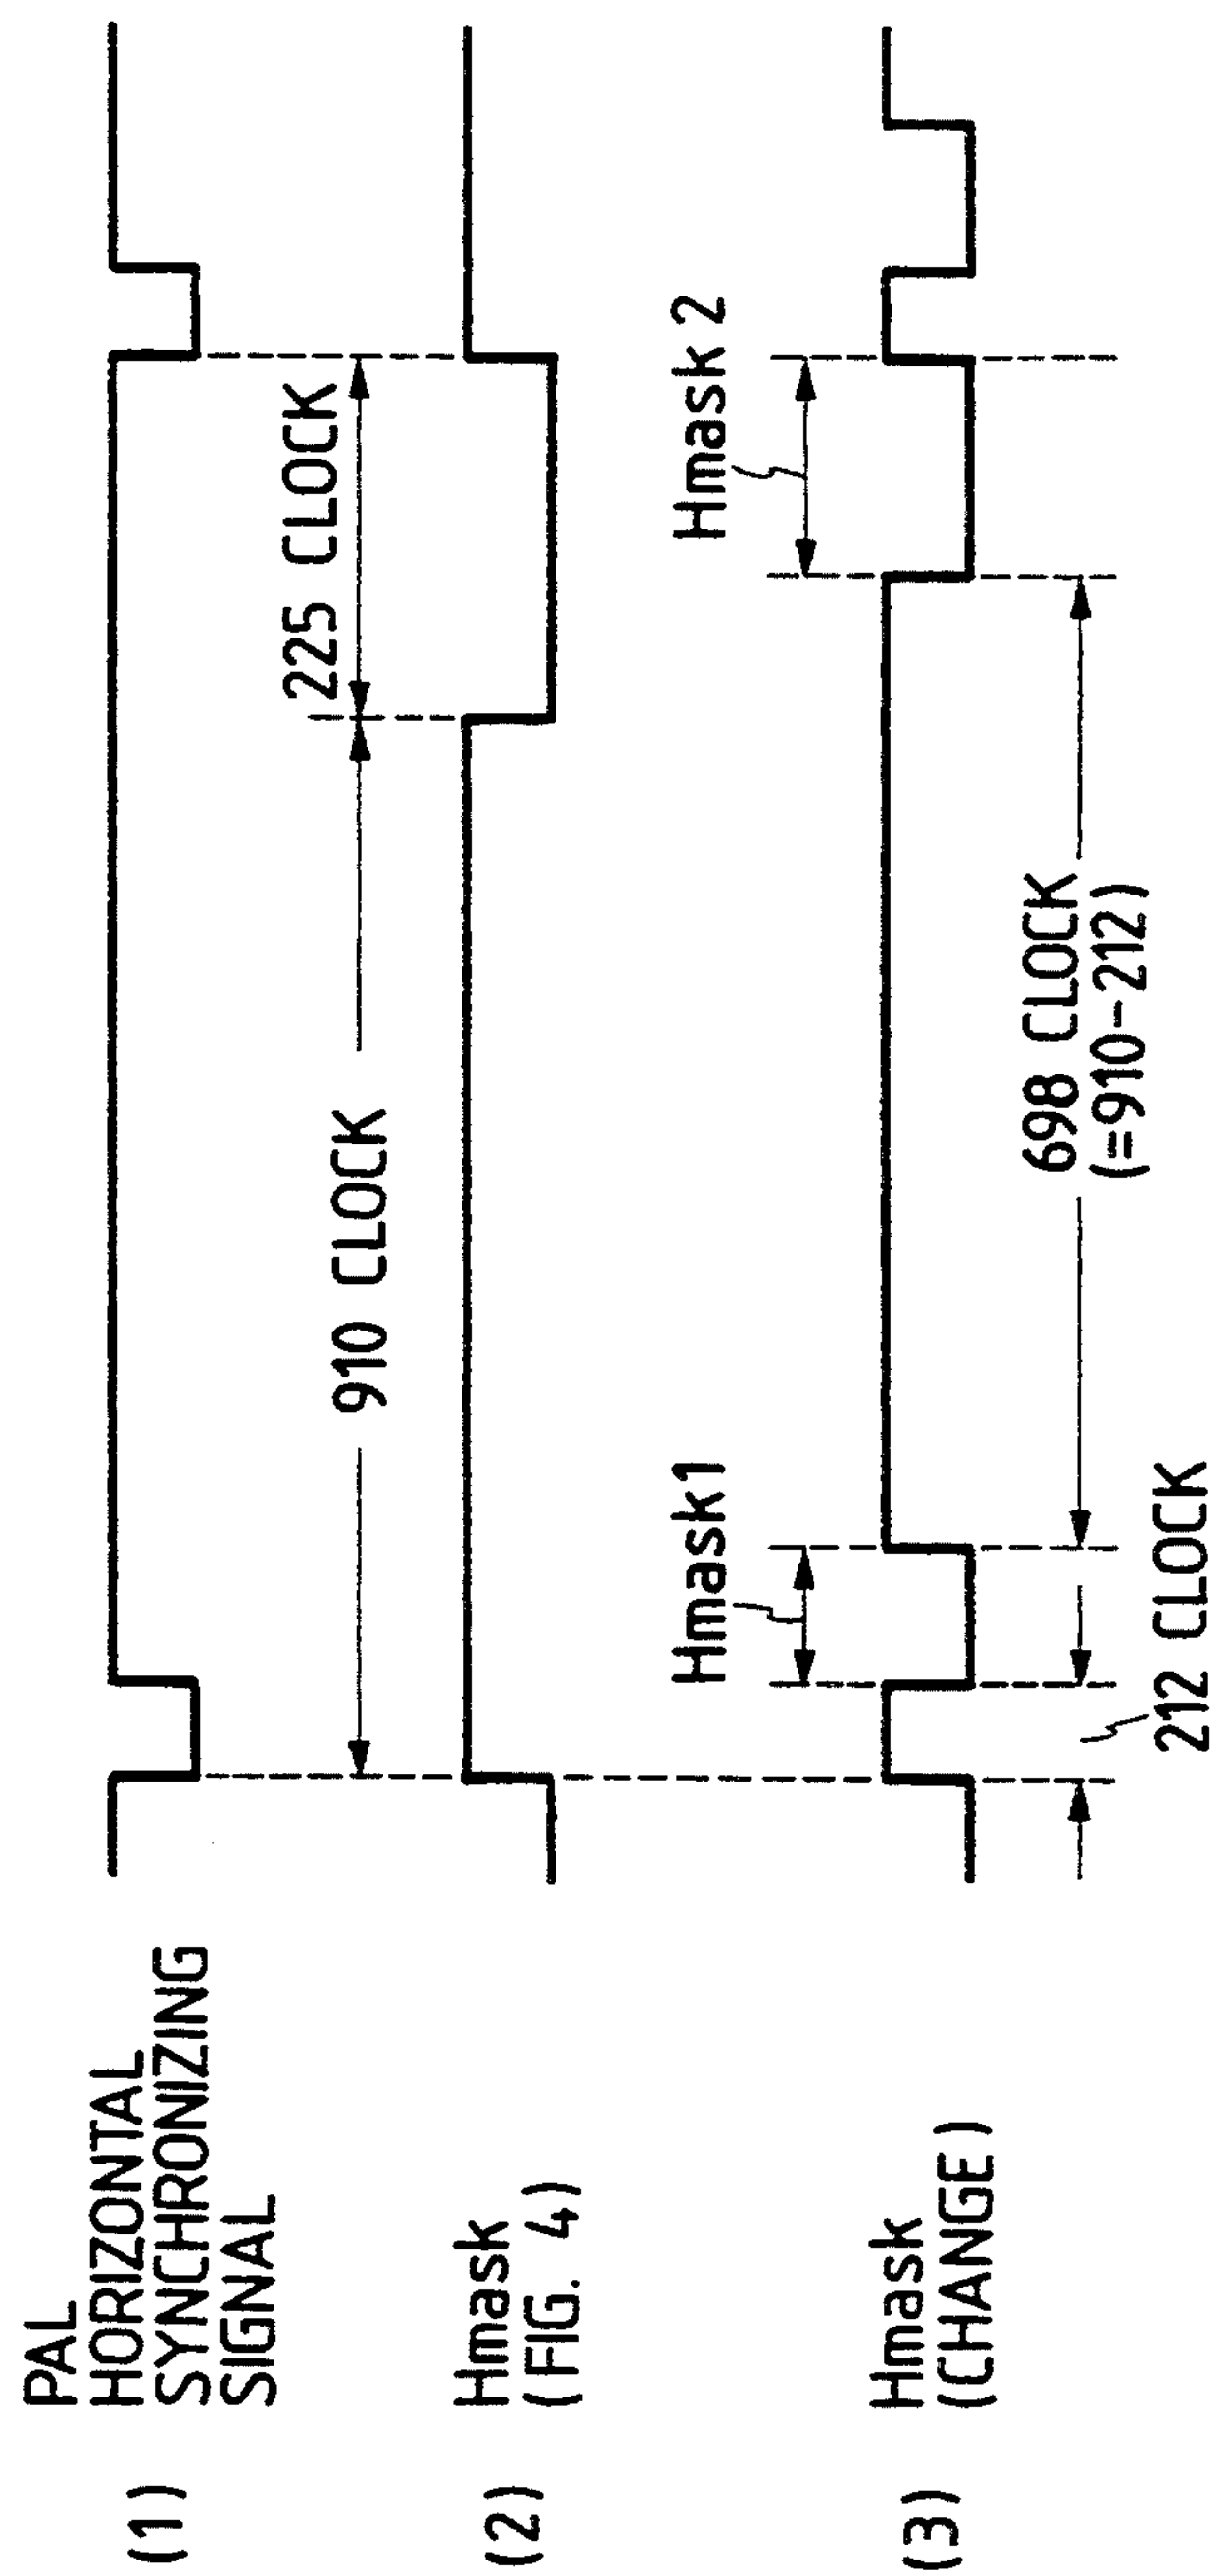 (1)
PAL
HORIZONTAL
SYNCHRONIZING
SIGNAL
910 CLOCK
225 CLOCK
(2)
Hmask
(FIG. 4)
(3)
Hmask
(CHANGE)
Hmask1
Hmask 2
698 CLOCK
(=910-212)
212 CLOCK